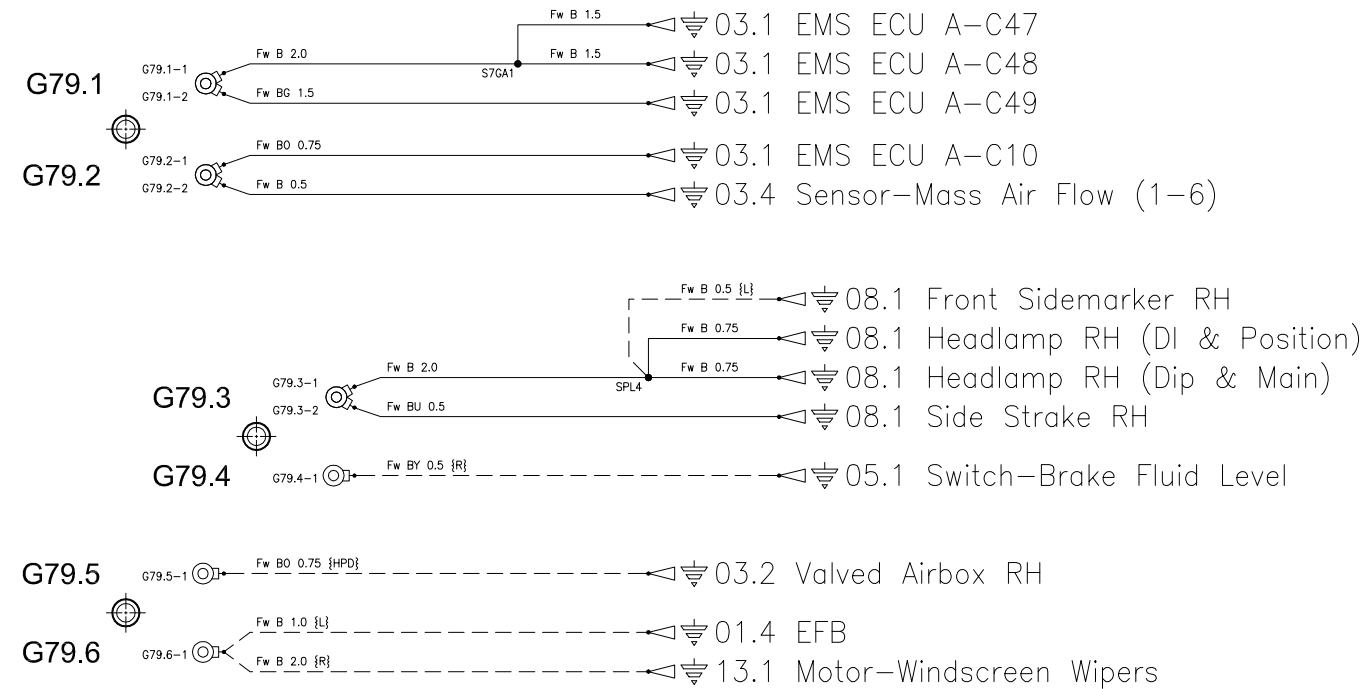 Fw B 1.5
03.1 EMS ECU A-C47
Fw B 2.0
Fw B 1.5
G79.1
G79.1-1
S7GA1
03.1 EMS ECU A-C48
G79.1-2
Fw BG 1.5
03.1 EMS ECU A-C49
Fw BO 0.75
G79.2
G79.2-1
03.1 EMS ECU A-C10
G79.2-2
Fw B 0.5
03.4 Sensor-Mass Air Flow (1-6)
Fw B 0.5 {L}
08.1 Front Sidemarker RH
Fw B 0.75
08.1 Headlamp RH (DI & Position)
Fw B 2.0
Fw B 0.75
G79.3
G79.3-1
SPL4
08.1 Headlamp RH (Dip & Main)
G79.3-2
Fw BU 0.5
08.1 Side Strake RH
G79.4
G79.4-1
Fw BY 0.5 {R}
05.1 Switch-Brake Fluid Level
G79.5
G79.5-1
Fw BO 0.75 {HPD}
03.2 Valved Airbox RH
Fw B 1.0 {L}
01.4 EFB
G79.6
G79.6-1
Fw B 2.0 {R}
13.1 Motor-Windscreen Wipers